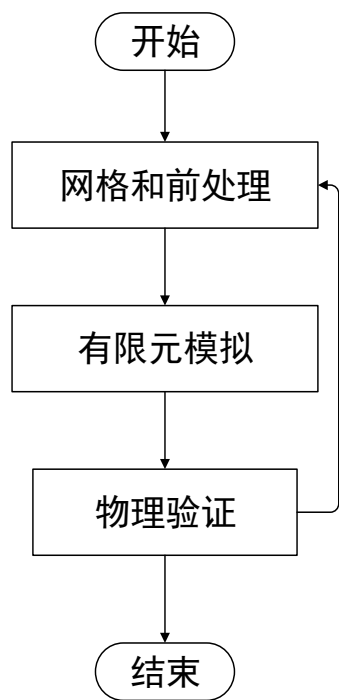 开始
网格和前处理
有限元模拟
物理验证
结束